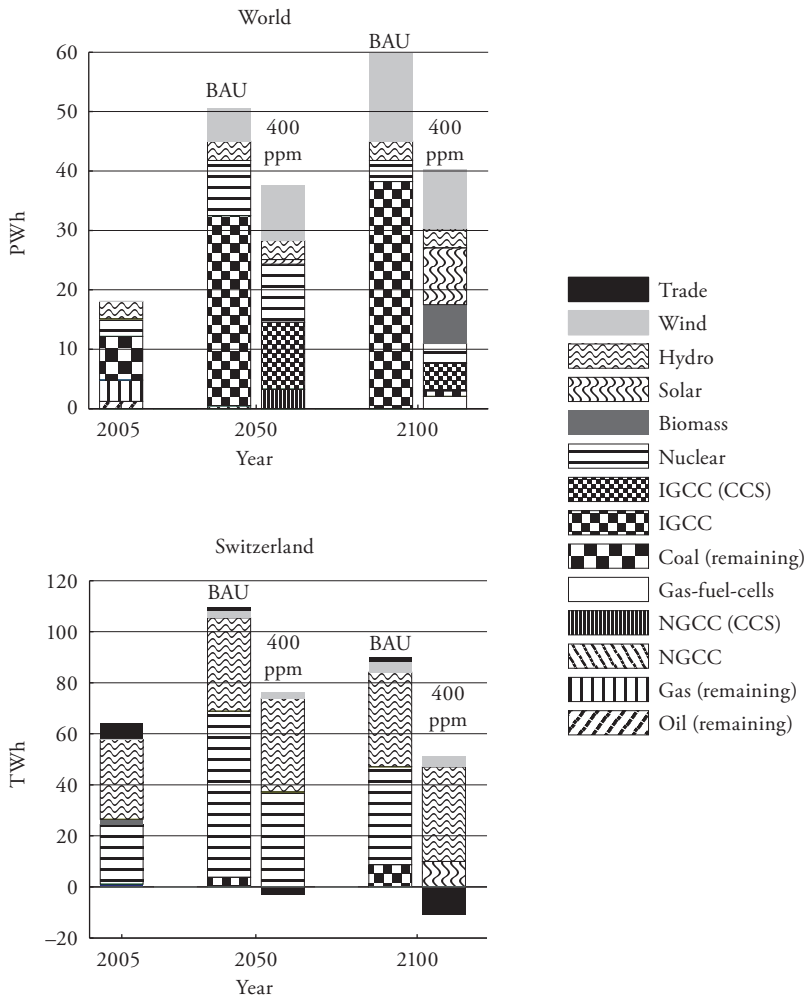 World
60
50
40
30
20
10
0
PWh
BAU
400
ppm
BAU
400
ppm
2005
2050
2100
Year
Trade
Wind
Hydro
Solar
Biomass
Nuclear
IGCC (CCS)
IGCC
Coal (remaining)
Gas-fuel-cells
NGCC (CCS)
NGCC
Gas (remaining)
Oil (remaining)
Switzerland
120
100
80
60
40
20
0
–20
TWh
BAU
400
ppm
BAU
400
ppm
2005
2050
2100
Year